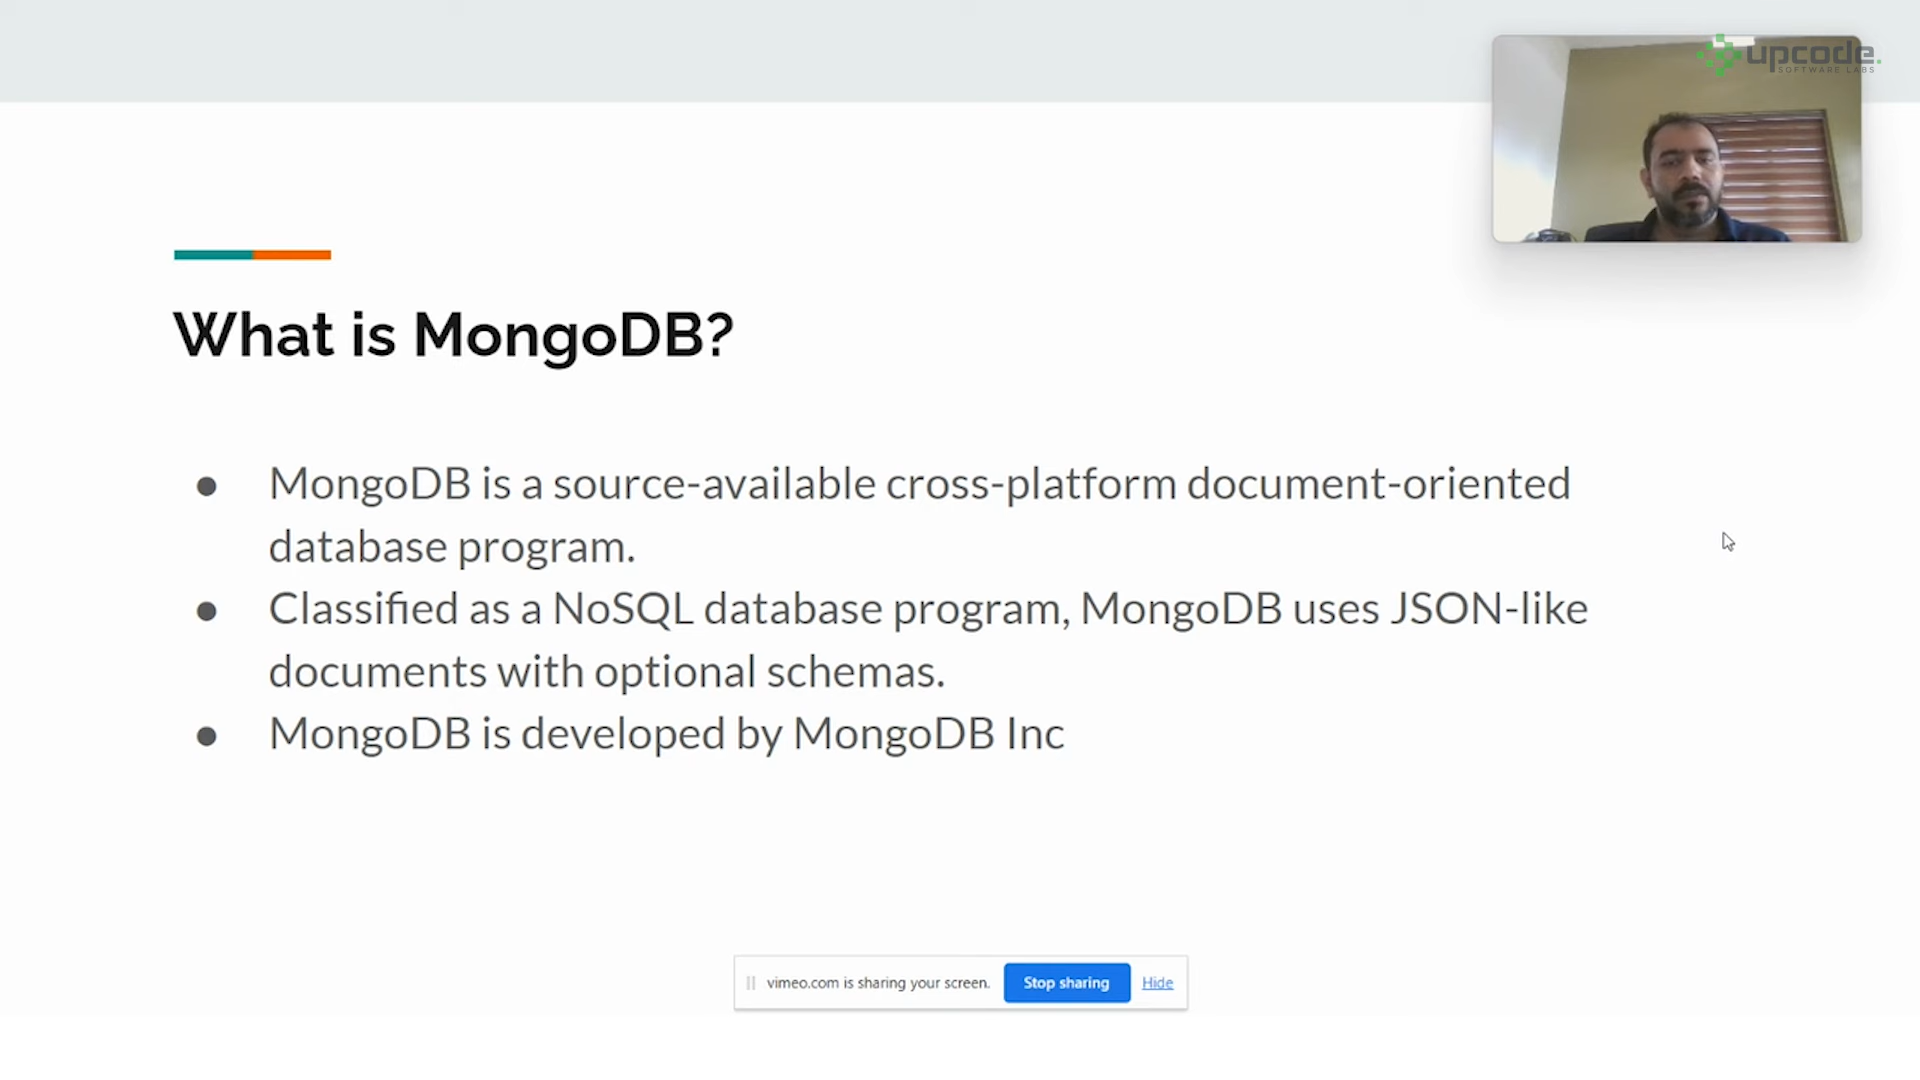 upcode.
SOFTWARE LABS
What is MongoDB?
● MongoDB is a source-available cross-platform document-oriented
database program.
● Classified as a NoSQL database program, MongoDB uses JSON-like
documents with optional schemas.
● MongoDB is developed by MongoDB Inc
vimeo.com is sharing your screen. Stop sharing Hide